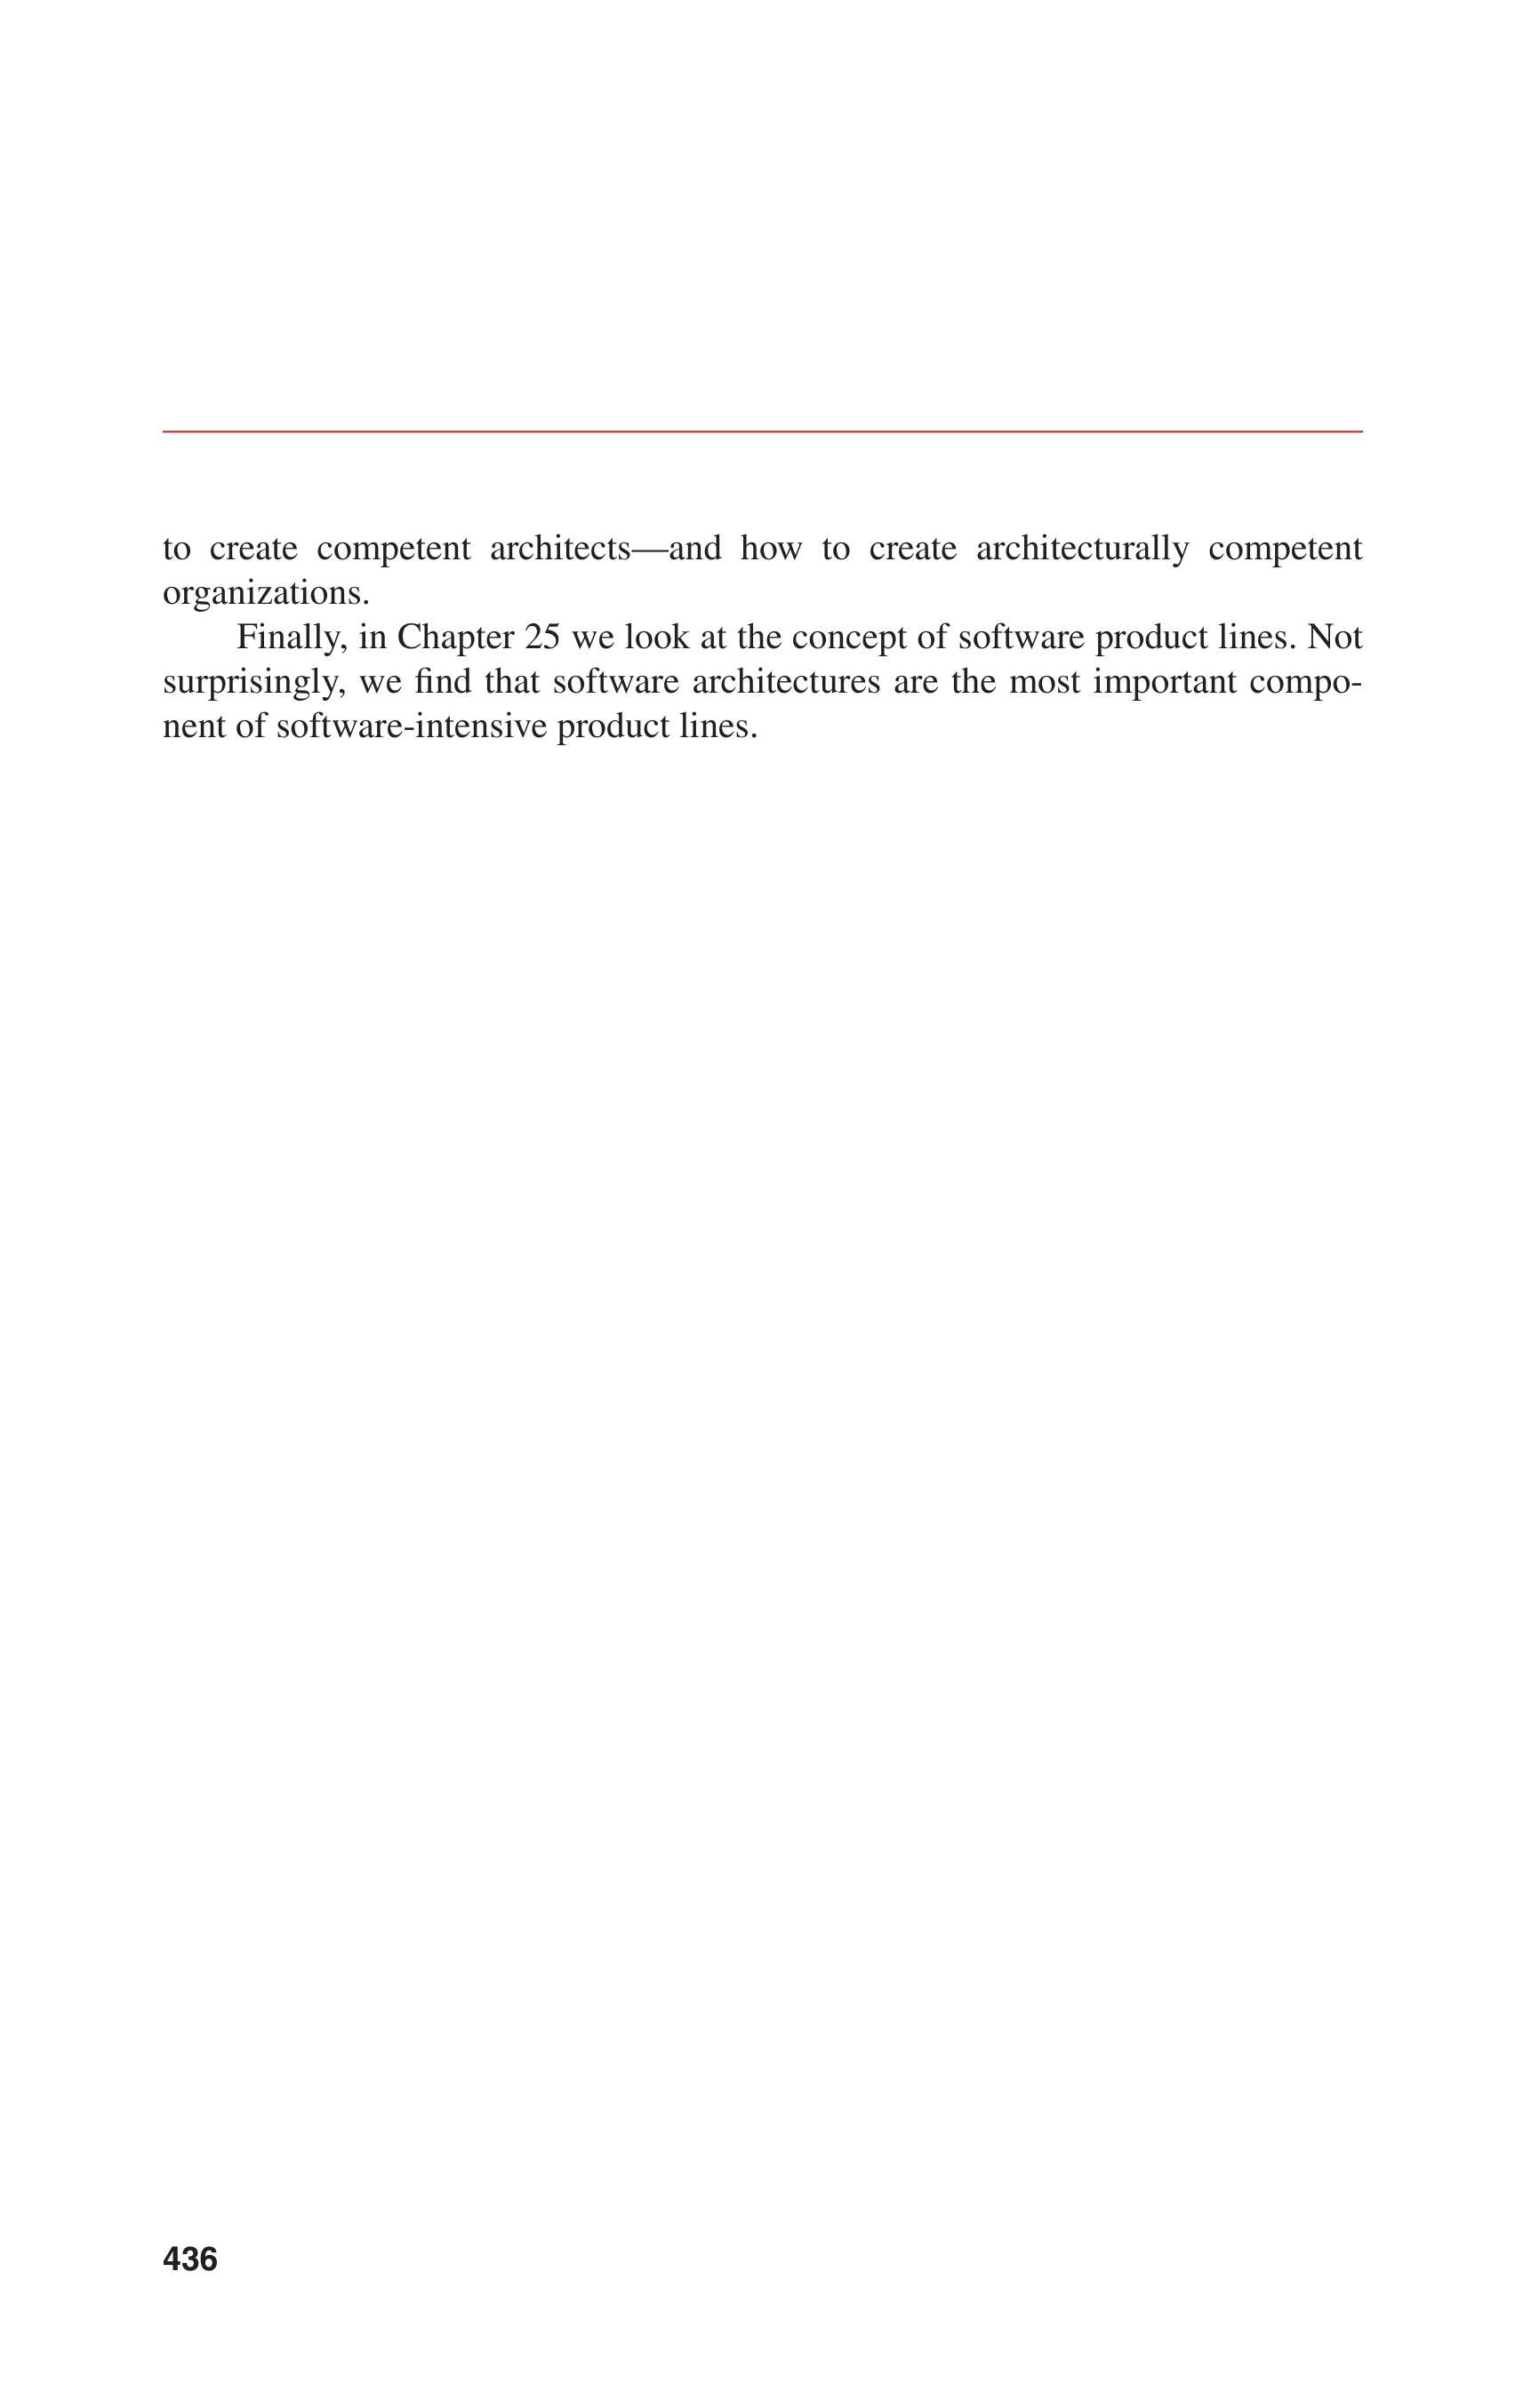 to create competent architects—and how to create architecturally competent
organizations.
Finally, in Chapter 25 we look at the concept of software product lines. Not
surprisingly, we find that software architectures are the most important compo-
nent of software-intensive product lines.
436